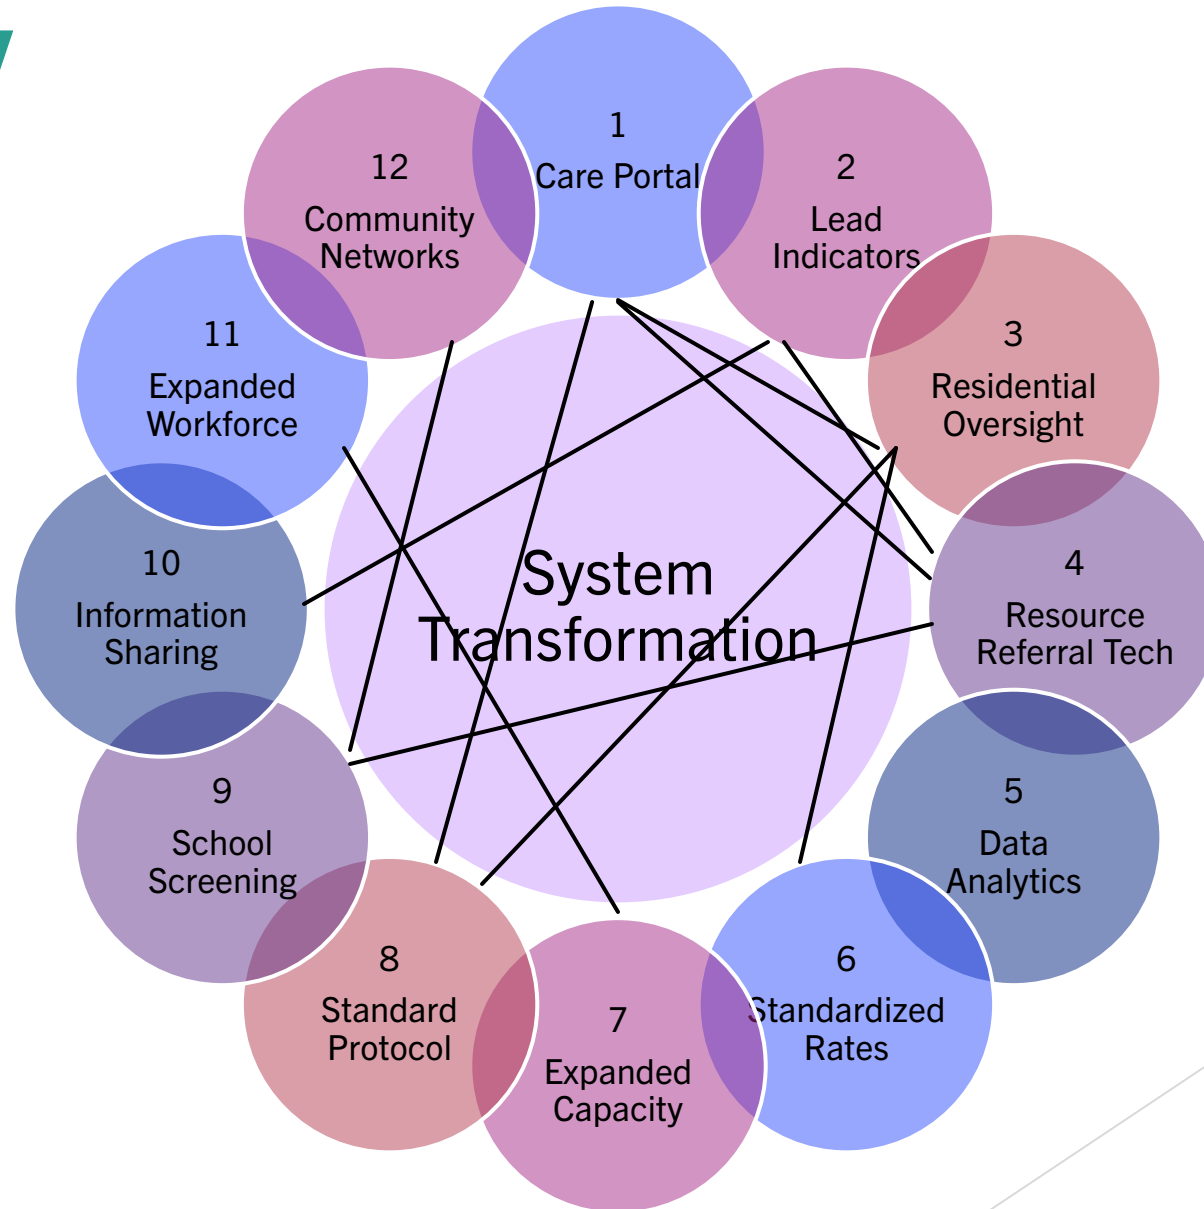 1
Care Portal
2
Lead
Indicators
3
Residential
Oversight
4
Resource
Referral Tech
5
Data
Analytics
6
Standardized
Rates
7
Expanded
Capacity
8
Standard
Protocol
9
School
Screening
10
Information
Sharing
11
Expanded
Workforce
12
Community
Networks
System
Transformation